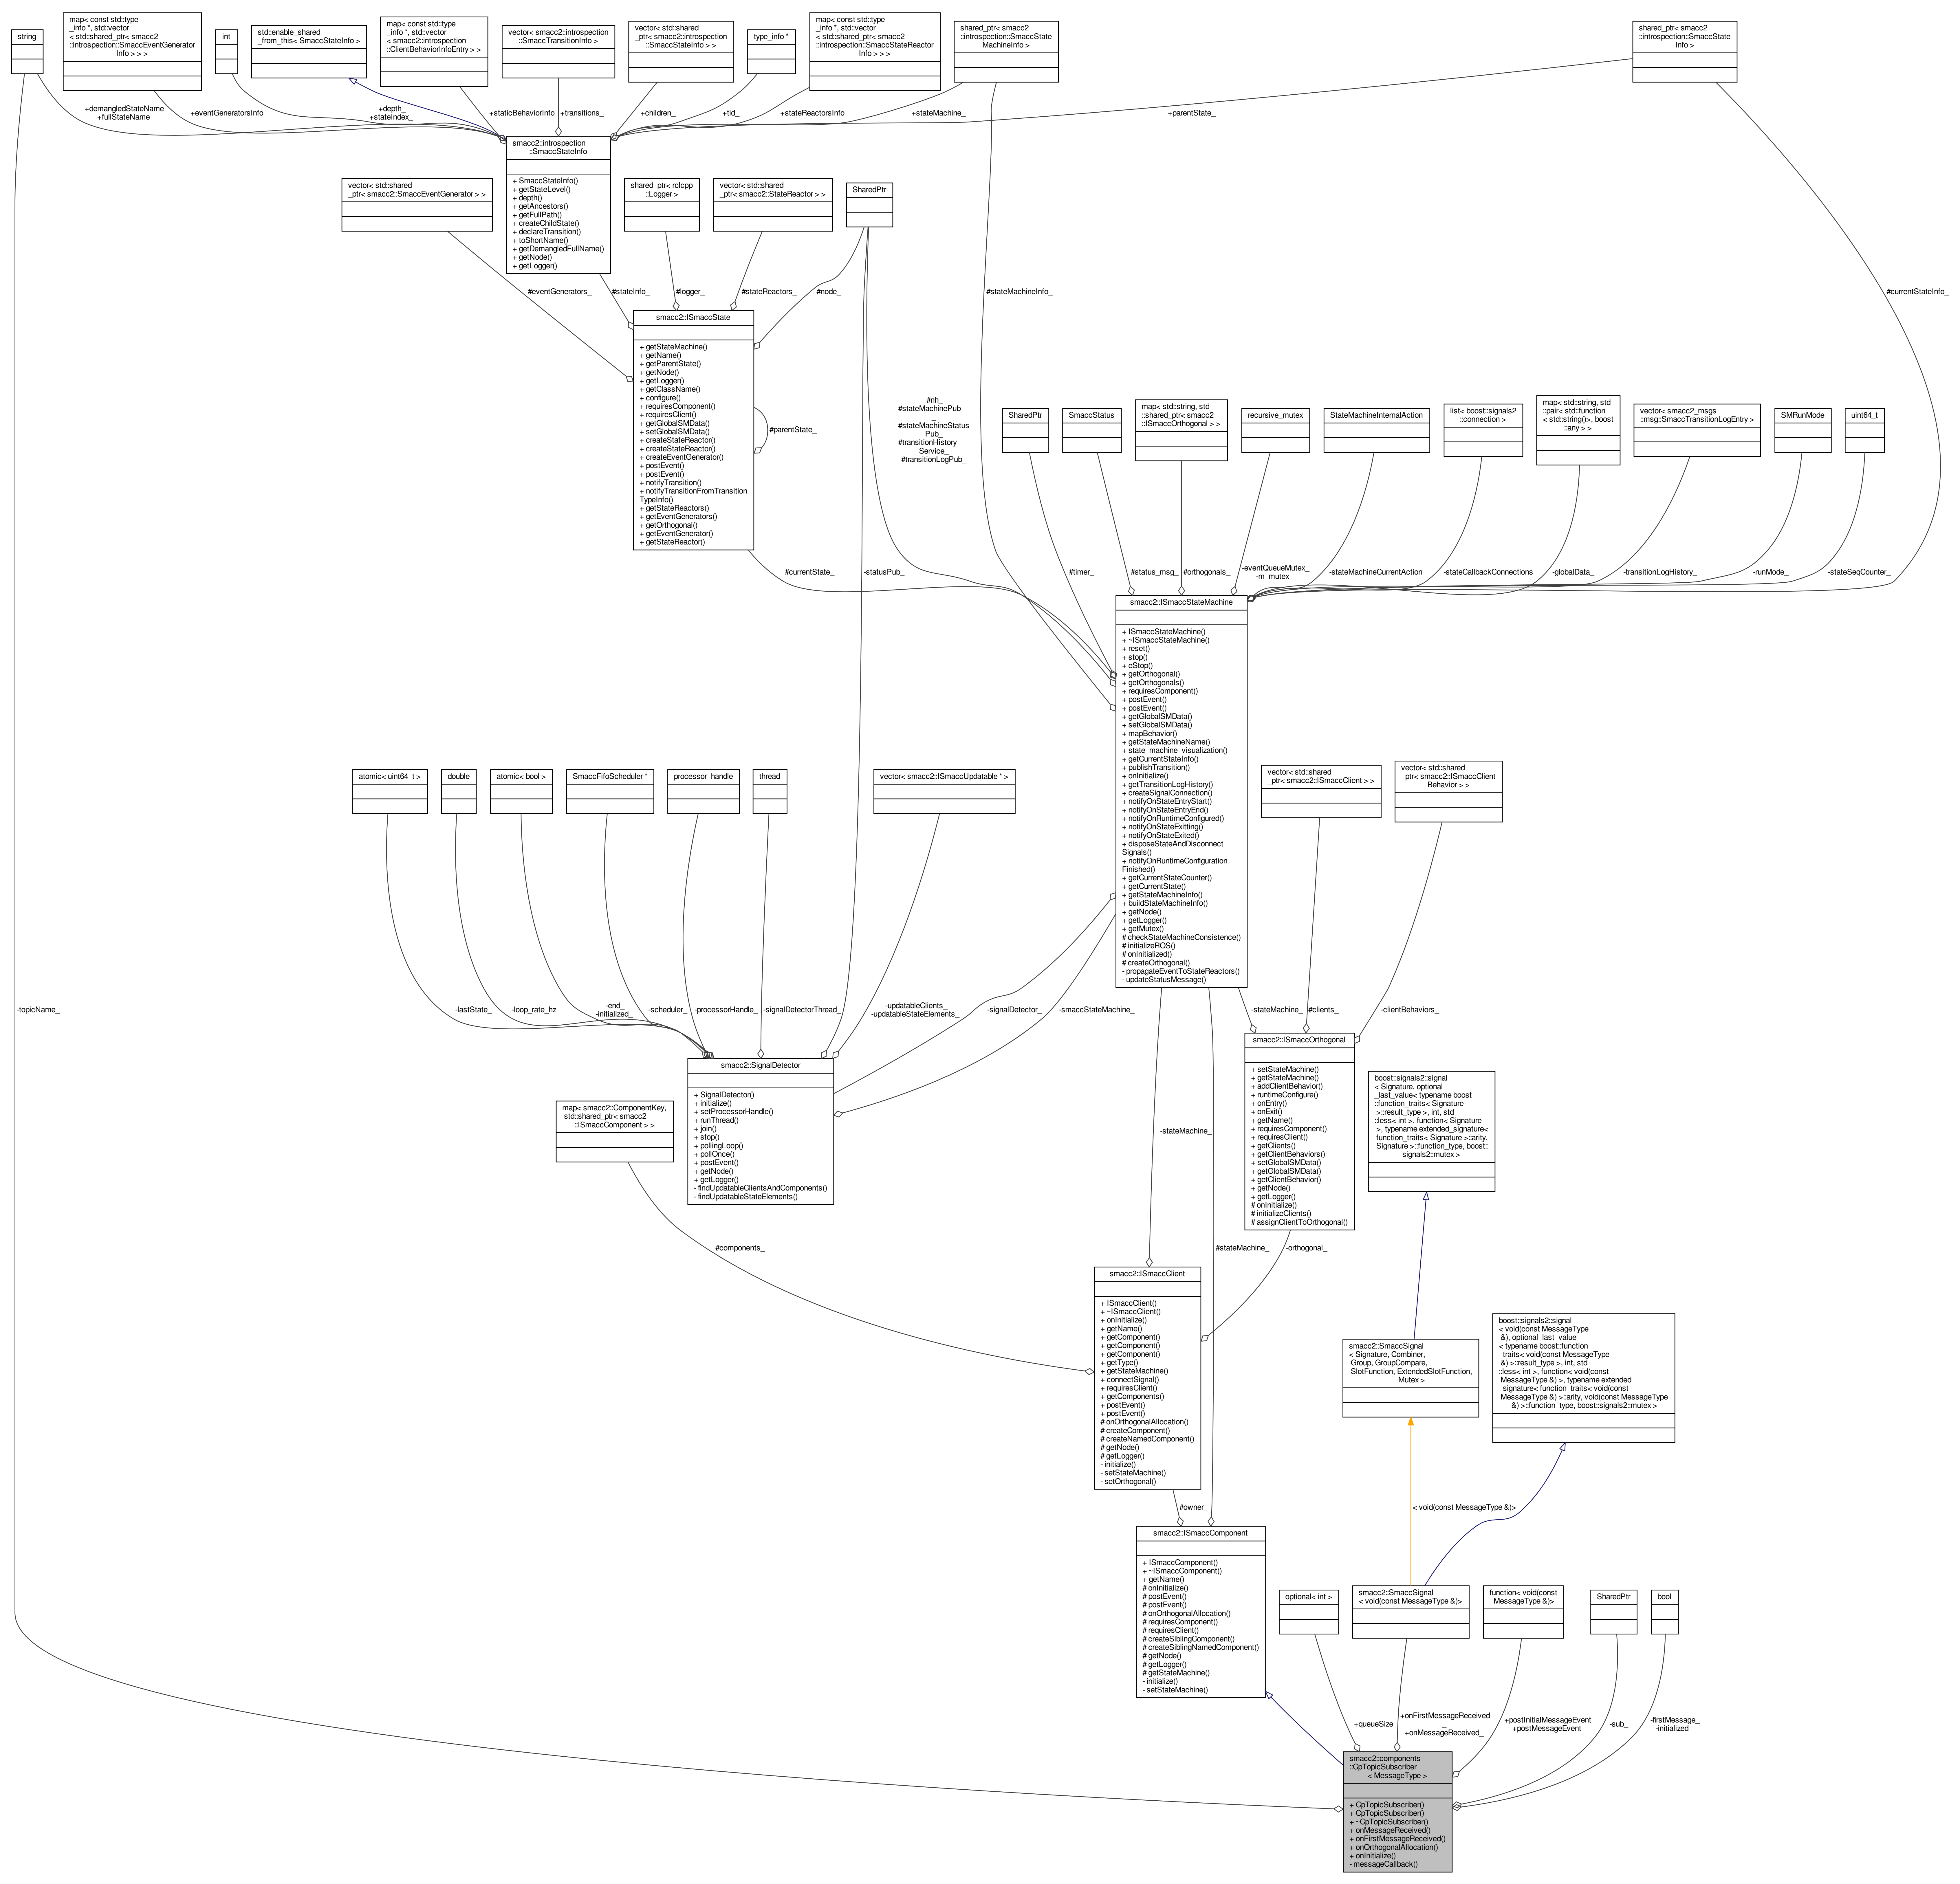 string
map< const std::type
_info *, std::vector
< std::shared_ptr< smacc2
::introspection::SmaccEventGenerator
Info > > >
int
std::enable_shared
_from_this< SmaccStateInfo >
map< const std::type
_info *, std::vector
< smacc2::introspection
::ClientBehaviorInfoEntry > >
vector< smacc2::introspection
::SmaccTransitionInfo >
vector< std::shared
_ptr< smacc2::introspection
::SmaccStateInfo > >
type_info *
map< const std::type
_info *, std::vector
< std::shared_ptr< smacc2
::introspection::SmaccStateReactor
Info > > >
shared_ptr< smacc2
::introspection::SmaccState
MachineInfo >
shared_ptr< smacc2
::introspection::SmaccState
Info >
+demangledStateName
+fullStateName
+eventGeneratorsInfo
+depth_
+stateIndex_
+staticBehaviorInfo
+transitions_
+children_
+tid_
+stateReactorsInfo
+stateMachine_
+parentState_
smacc2::introspection
::SmaccStateInfo
+ SmaccStateInfo()
+ getStateLevel()
+ depth()
+ getAncestors()
+ getFullPath()
+ createChildState()
+ declareTransition()
+ toShortName()
+ getDemangledFullName()
+ getNode()
+ getLogger()
vector< std::shared
_ptr< smacc2::SmaccEventGenerator > >
shared_ptr< rclcpp
::Logger >
vector< std::shared
_ptr< smacc2::StateReactor > >
SharedPtr
#eventGenerators_
#stateInfo_
#logger_
#stateReactors_
#node_
#stateMachineInfo_
#currentStateInfo_
smacc2::ISmaccState
+ getStateMachine()
+ getName()
+ getParentState()
+ getNode()
+ getLogger()
+ getClassName()
+ configure()
+ requiresComponent()
+ requiresClient()
+ getGlobalSMData()
+ setGlobalSMData()
+ createStateReactor()
+ createStateReactor()
+ createEventGenerator()
+ postEvent()
+ postEvent()
+ notifyTransition()
+ notifyTransitionFromTransition
TypeInfo()
+ getStateReactors()
+ getEventGenerators()
+ getOrthogonal()
+ getEventGenerator()
+ getStateReactor()
#parentState_
#nh_
#stateMachinePub
_
#stateMachineStatus
Pub_
#transitionHistory
Service_
#transitionLogPub_
SharedPtr
SmaccStatus
map< std::string, std
::shared_ptr< smacc2
::ISmaccOrthogonal > >
recursive_mutex
StateMachineInternalAction
list< boost::signals2
::connection >
map< std::string, std
::pair< std::function
< std::string()>, boost
::any > >
vector< smacc2_msgs
::msg::SmaccTransitionLogEntry >
SMRunMode
uint64_t
#currentState_
-statusPub_
#timer_
#status_msg_
#orthogonals_
-eventQueueMutex_
-m_mutex_
-stateMachineCurrentAction
-stateCallbackConnections
-globalData_
-transitionLogHistory_
-runMode_
-stateSeqCounter_
smacc2::ISmaccStateMachine
+ ISmaccStateMachine()
+ ~ISmaccStateMachine()
+ reset()
+ stop()
+ eStop()
+ getOrthogonal()
+ getOrthogonals()
+ requiresComponent()
+ postEvent()
+ postEvent()
+ getGlobalSMData()
+ setGlobalSMData()
+ mapBehavior()
+ getStateMachineName()
+ state_machine_visualization()
+ getCurrentStateInfo()
+ publishTransition()
+ onInitialize()
+ getTransitionLogHistory()
+ createSignalConnection()
+ notifyOnStateEntryStart()
+ notifyOnStateEntryEnd()
+ notifyOnRuntimeConfigured()
+ notifyOnStateExitting()
+ notifyOnStateExited()
+ disposeStateAndDisconnect
Signals()
+ notifyOnRuntimeConfiguration
Finished()
+ getCurrentStateCounter()
+ getCurrentState()
+ getStateMachineInfo()
+ buildStateMachineInfo()
+ getNode()
+ getLogger()
+ getMutex()
# checkStateMachineConsistence()
# initializeROS()
# onInitialized()
# createOrthogonal()
- propagateEventToStateReactors()
- updateStatusMessage()
atomic< uint64_t >
double
atomic< bool >
SmaccFifoScheduler *
processor_handle
thread
vector< smacc2::ISmaccUpdatable * >
vector< std::shared
_ptr< smacc2::ISmaccClient > >
vector< std::shared
_ptr< smacc2::ISmaccClient
Behavior > >
-topicName_
-lastState_
-loop_rate_hz
-end_
-initialized_
-scheduler_
-processorHandle_
-signalDetectorThread_
-updatableClients_
-updatableStateElements_
-signalDetector_
-smaccStateMachine_
-stateMachine_
#clients_
-clientBehaviors_
smacc2::SignalDetector
+ SignalDetector()
+ initialize()
+ setProcessorHandle()
+ runThread()
+ join()
+ stop()
+ pollingLoop()
+ pollOnce()
+ postEvent()
+ getNode()
+ getLogger()
- findUpdatableClientsAndComponents()
- findUpdatableStateElements()
smacc2::ISmaccOrthogonal
+ setStateMachine()
+ getStateMachine()
+ addClientBehavior()
+ runtimeConfigure()
+ onEntry()
+ onExit()
+ getName()
+ requiresComponent()
+ requiresClient()
+ getClients()
+ getClientBehaviors()
+ setGlobalSMData()
+ getGlobalSMData()
+ getClientBehavior()
+ getNode()
+ getLogger()
# onInitialize()
# initializeClients()
# assignClientToOrthogonal()
map< smacc2::ComponentKey,
std::shared_ptr< smacc2
::ISmaccComponent > >
boost::signals2::signal
< Signature, optional
_last_value< typename boost
::function_traits< Signature
>::result_type >, int, std
::less< int >, function< Signature
>, typename extended_signature<
function_traits< Signature >::arity,
Signature >::function_type, boost::
signals2::mutex >
-stateMachine_
#components_
#stateMachine_
-orthogonal_
smacc2::ISmaccClient
+ ISmaccClient()
+ ~ISmaccClient()
+ onInitialize()
+ getName()
+ getComponent()
+ getComponent()
+ getComponent()
+ getType()
+ getStateMachine()
+ connectSignal()
+ requiresClient()
+ getComponents()
+ postEvent()
+ postEvent()
# onOrthogonalAllocation()
# createComponent()
# createNamedComponent()
# getNode()
# getLogger()
- initialize()
- setStateMachine()
- setOrthogonal()
smacc2::SmaccSignal
< Signature, Combiner,
Group, GroupCompare,
SlotFunction, ExtendedSlotFunction,
Mutex >
boost::signals2::signal
< void(const MessageType
&), optional_last_value
< typename boost::function
_traits< void(const MessageType
&) >::result_type >, int, std
::less< int >, function< void(const
MessageType &) >, typename extended
_signature< function_traits< void(const
MessageType &) >::arity, void(const MessageType
&) >::function_type, boost::signals2::mutex >
#owner_
< void(const MessageType &)>
smacc2::ISmaccComponent
+ ISmaccComponent()
+ ~ISmaccComponent()
+ getName()
# onInitialize()
# postEvent()
# postEvent()
# onOrthogonalAllocation()
# requiresComponent()
# requiresClient()
# createSiblingComponent()
# createSiblingNamedComponent()
# getNode()
# getLogger()
# getStateMachine()
- initialize()
- setStateMachine()
optional< int >
smacc2::SmaccSignal
< void(const MessageType &)>
function< void(const
MessageType &)>
SharedPtr
bool
+queueSize
+onFirstMessageReceived
_
+onMessageReceived_
+postInitialMessageEvent
+postMessageEvent
-sub_
-firstMessage_
-initialized_
smacc2::components
::CpTopicSubscriber
< MessageType >
+ CpTopicSubscriber()
+ CpTopicSubscriber()
+ ~CpTopicSubscriber()
+ onMessageReceived()
+ onFirstMessageReceived()
+ onOrthogonalAllocation()
+ onInitialize()
- messageCallback()